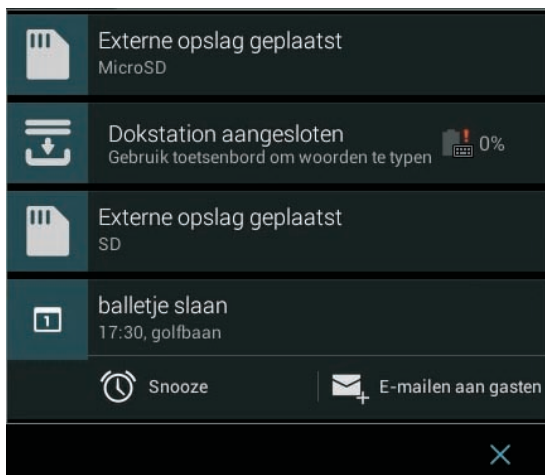 Externe opslag geplaatst
MicroSD
Dokstation aangesloten
Gebruik toetsenbord om woorden te typen
0%
Externe opslag geplaatst
SD
1
balletje slaan
17:30, golfbaan
Snooze
E-mailen aan gasten